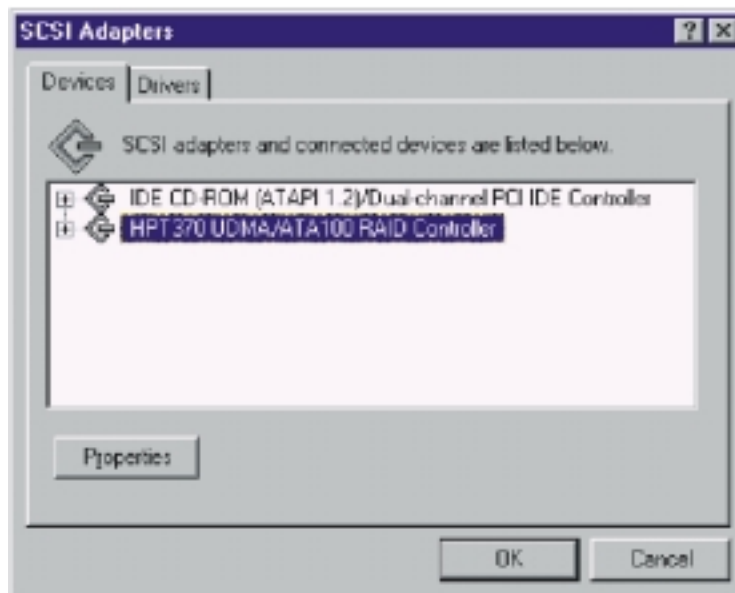 SCSI Adapters
Devices
Drivers
SCSI adapters and connected devices are listed below.
IDE CD-ROM (ATAPI 1.2)/Dual-channel PCI IDE Controller
HPT370 UDMA/ATA100 RAID Controller
Properties
OK
Cancel